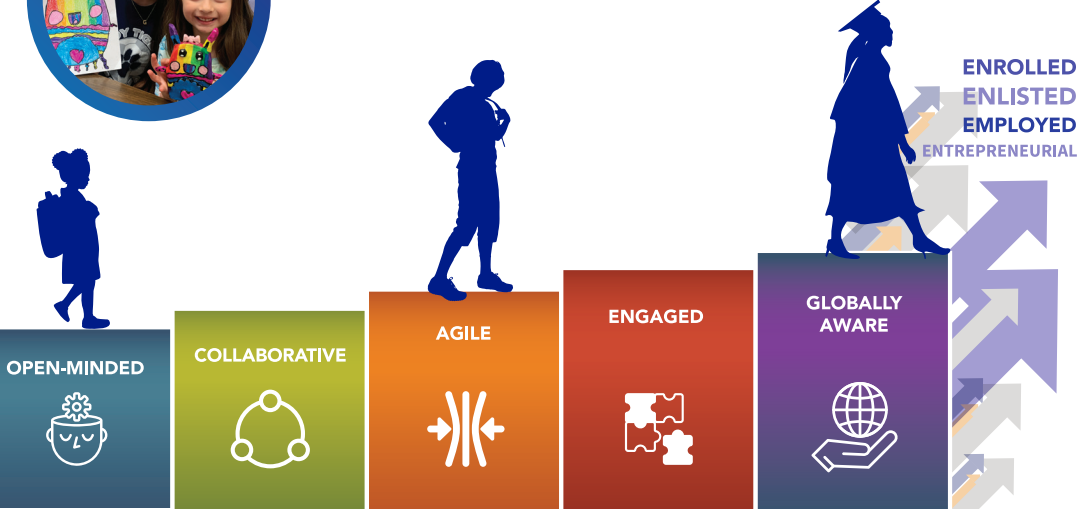 ENROLLED
ENLISTED
EMPLOYED
ENTREPRENEURIAL
OPEN-MINDED
COLLABORATIVE
AGILE
ENGAGED
GLOBALLY
AWARE